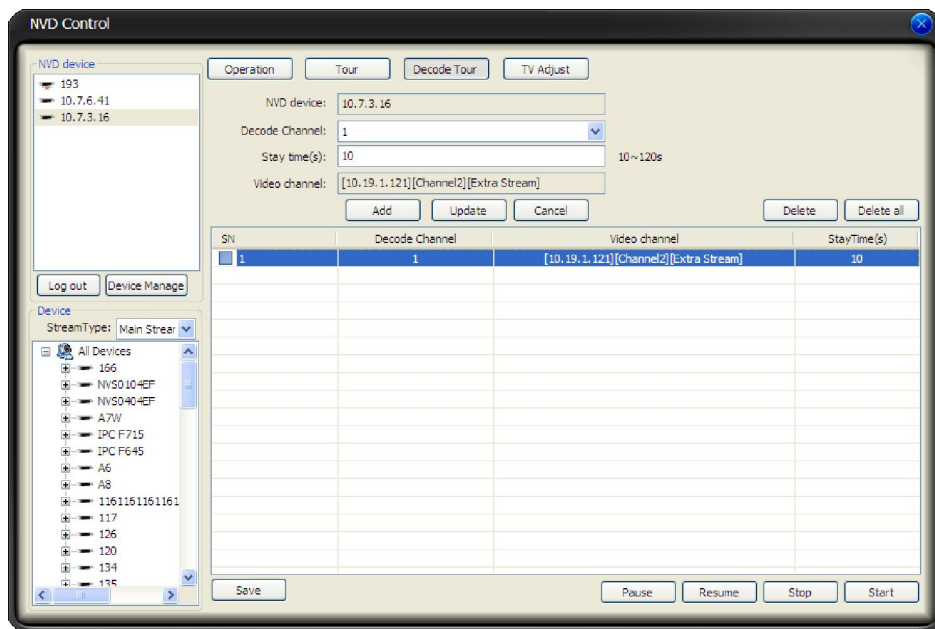 NVD Control
NVD device
193
10.7.6.41
10.7.3.16
Log out
Device Manage
Device
StreamType: Main Strear
All Devices
166
NVS0104EF
NVS0404EF
A7W
IPC F715
IPC F645
A6
A8
1161161161161
117
126
120
134
135
Operation
Tour
Decode Tour
TV Adjust
NVD device: 10.7.3.16
Decode Channel: 1
Stay time(s): 10 10~120s
Video channel: [10.19.1.121][Channel2][Extra Stream]
Add
Update
Cancel
Delete
Delete all
SN Decode Channel Video channel StayTime(s)
1 1 [10.19.1.121][Channel2][Extra Stream] 10
Save
Pause
Resume
Stop
Start